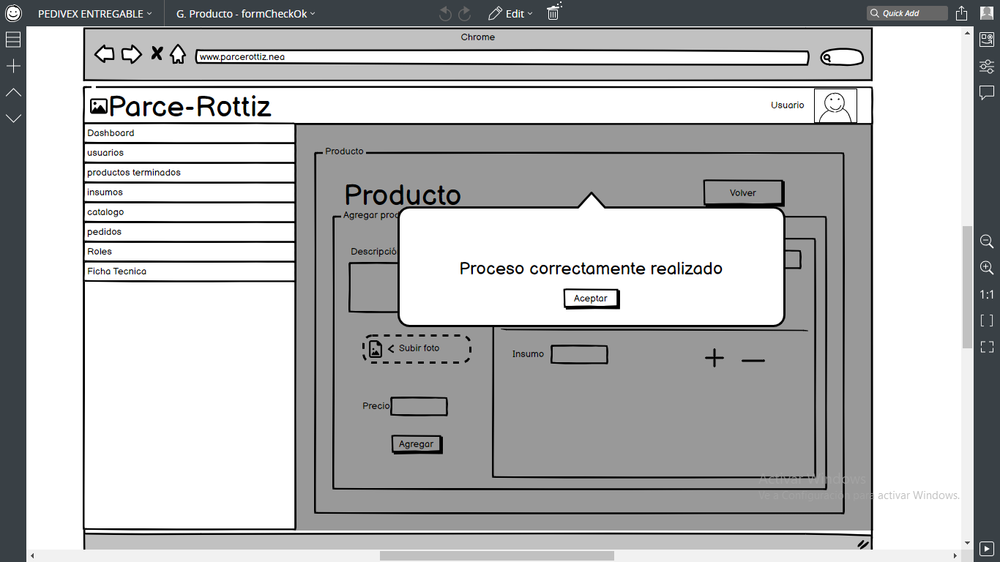 PEDIVEX ENTREGABLE
G. Producto - formCheckOk
Edit
Quick Add
Chrome
www.parcerottiz.nea
Parce-Rottiz
Usuario
Dashboard
usuarios
productos terminados
insumos
catalogo
pedidos
Roles
Ficha Tecnica
Producto
Producto
Volver
Agregar prod
Descripció
Proceso correctamente realizado
Aceptar
Subir foto
Insumo
Precio
Agregar
1:1
Activar Windows
Ve a Configuración para activar Windows.